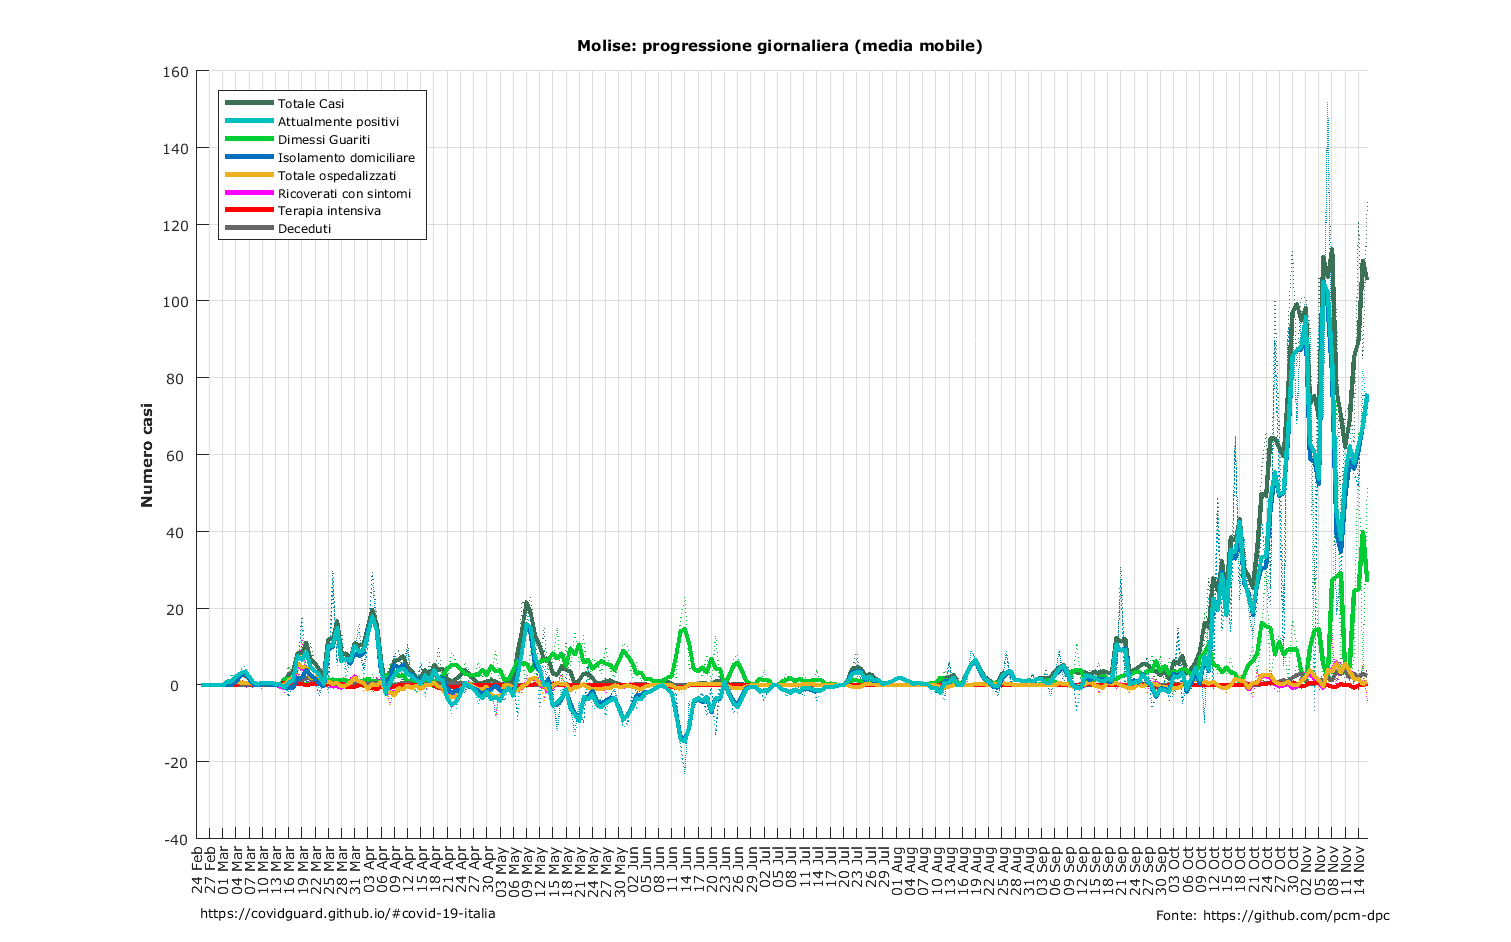 Molise: progressione giornaliera (media mobile)
160
140
120
100
80
60
40
20
0
-20
-40
Numero casi
Totale Casi
Attualmente positivi
Dimessi Guariti
Isolamento domiciliare
Totale ospedalizzati
Ricoverati con sintomi
Terapia intensiva
Deceduti
24 Feb
27 Feb
01 Mar
04 Mar
07 Mar
10 Mar
13 Mar
16 Mar
19 Mar
22 Mar
25 Mar
28 Mar
31 Mar
03 Apr
06 Apr
09 Apr
12 Apr
15 Apr
18 Apr
21 Apr
24 Apr
27 Apr
30 Apr
03 May
06 May
09 May
12 May
15 May
18 May
21 May
24 May
27 May
30 May
02 Jun
05 Jun
08 Jun
11 Jun
14 Jun
17 Jun
20 Jun
23 Jun
26 Jun
29 Jun
02 Jul
05 Jul
08 Jul
11 Jul
14 Jul
17 Jul
20 Jul
23 Jul
26 Jul
29 Jul
01 Aug
04 Aug
07 Aug
10 Aug
13 Aug
16 Aug
19 Aug
22 Aug
25 Aug
28 Aug
31 Aug
03 Sep
06 Sep
09 Sep
12 Sep
15 Sep
18 Sep
21 Sep
24 Sep
27 Sep
30 Sep
03 Oct
06 Oct
09 Oct
12 Oct
15 Oct
18 Oct
21 Oct
24 Oct
27 Oct
30 Oct
02 Nov
05 Nov
08 Nov
11 Nov
14 Nov
https://covidguard.github.io/#covid-19-italia
Fonte: https://github.com/pcm-dpc